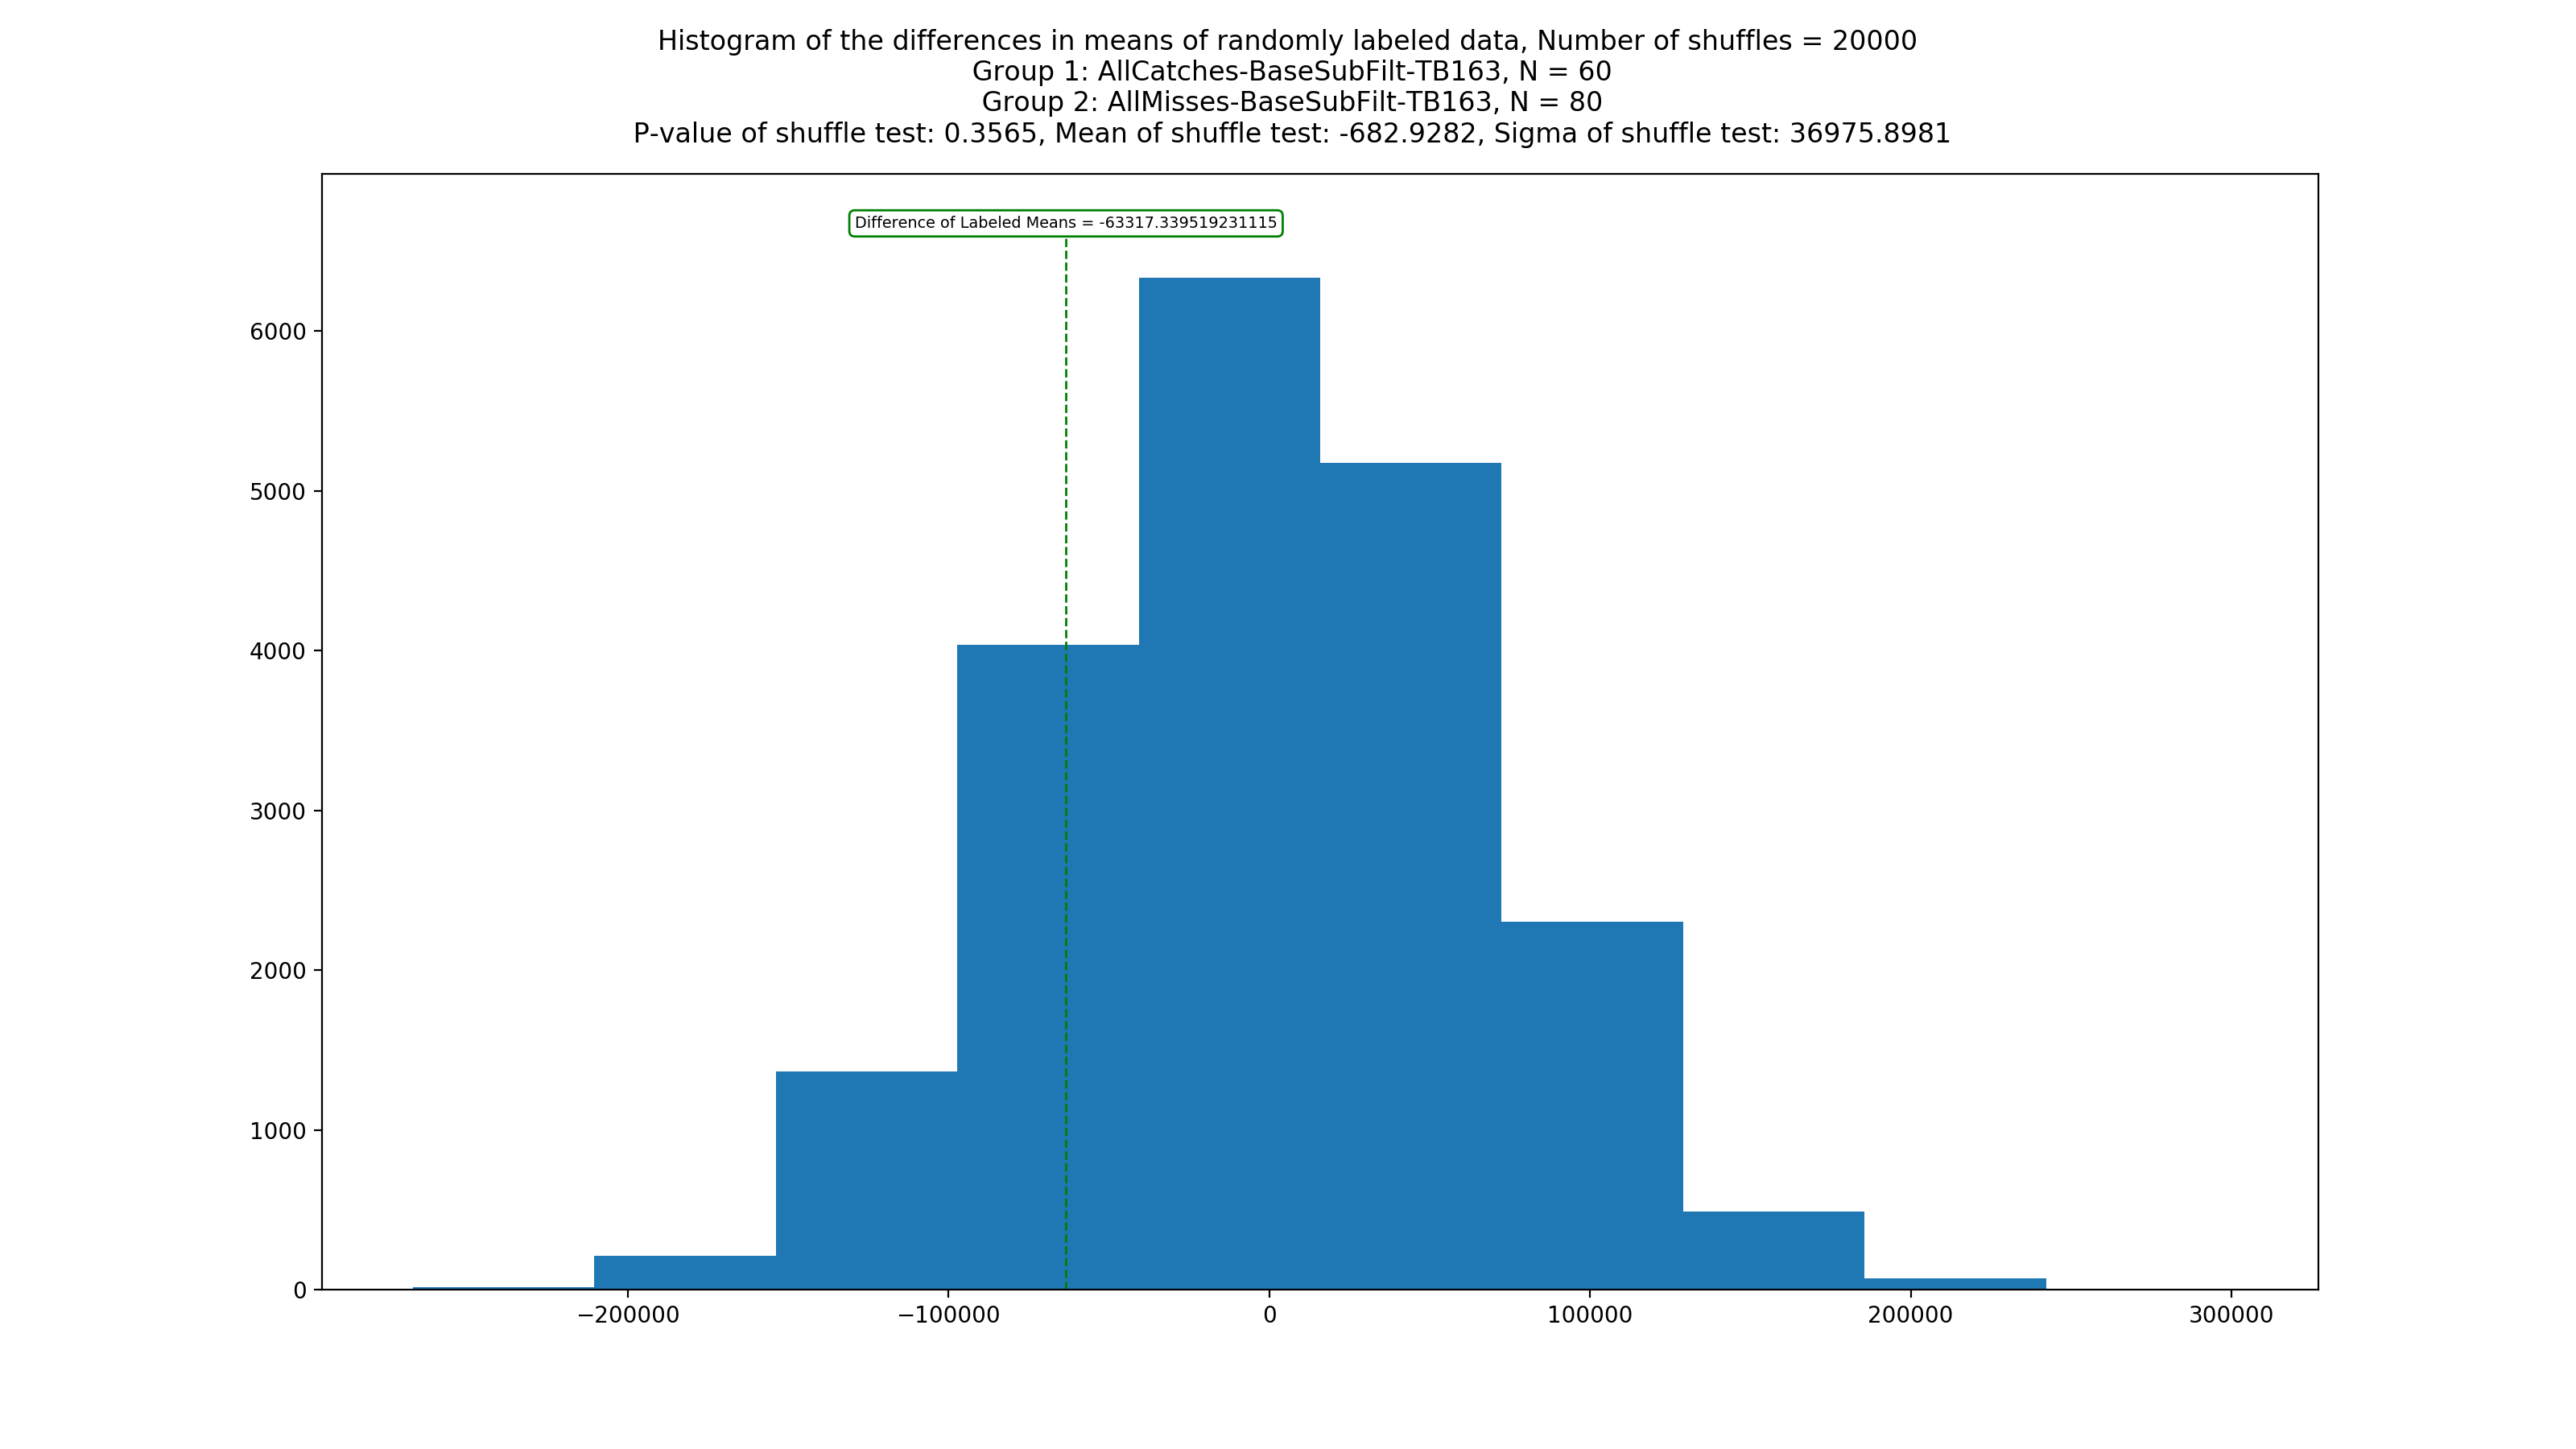 Histogram of the differences in means of randomly labeled data, Number of shuffles = 20000
Group 1: AllCatches-BaseSubFilt-TB163, N = 60
Group 2: AllMisses-BaseSubFilt-TB163, N = 80
P-value of shuffle test: 0.3565, Mean of shuffle test: -682.9282, Sigma of shuffle test: 36975.8981
Difference of Labeled Means = -63317.339519231115
6000
5000
4000
3000
2000
1000
0
−200000 −100000 0 100000 200000 300000